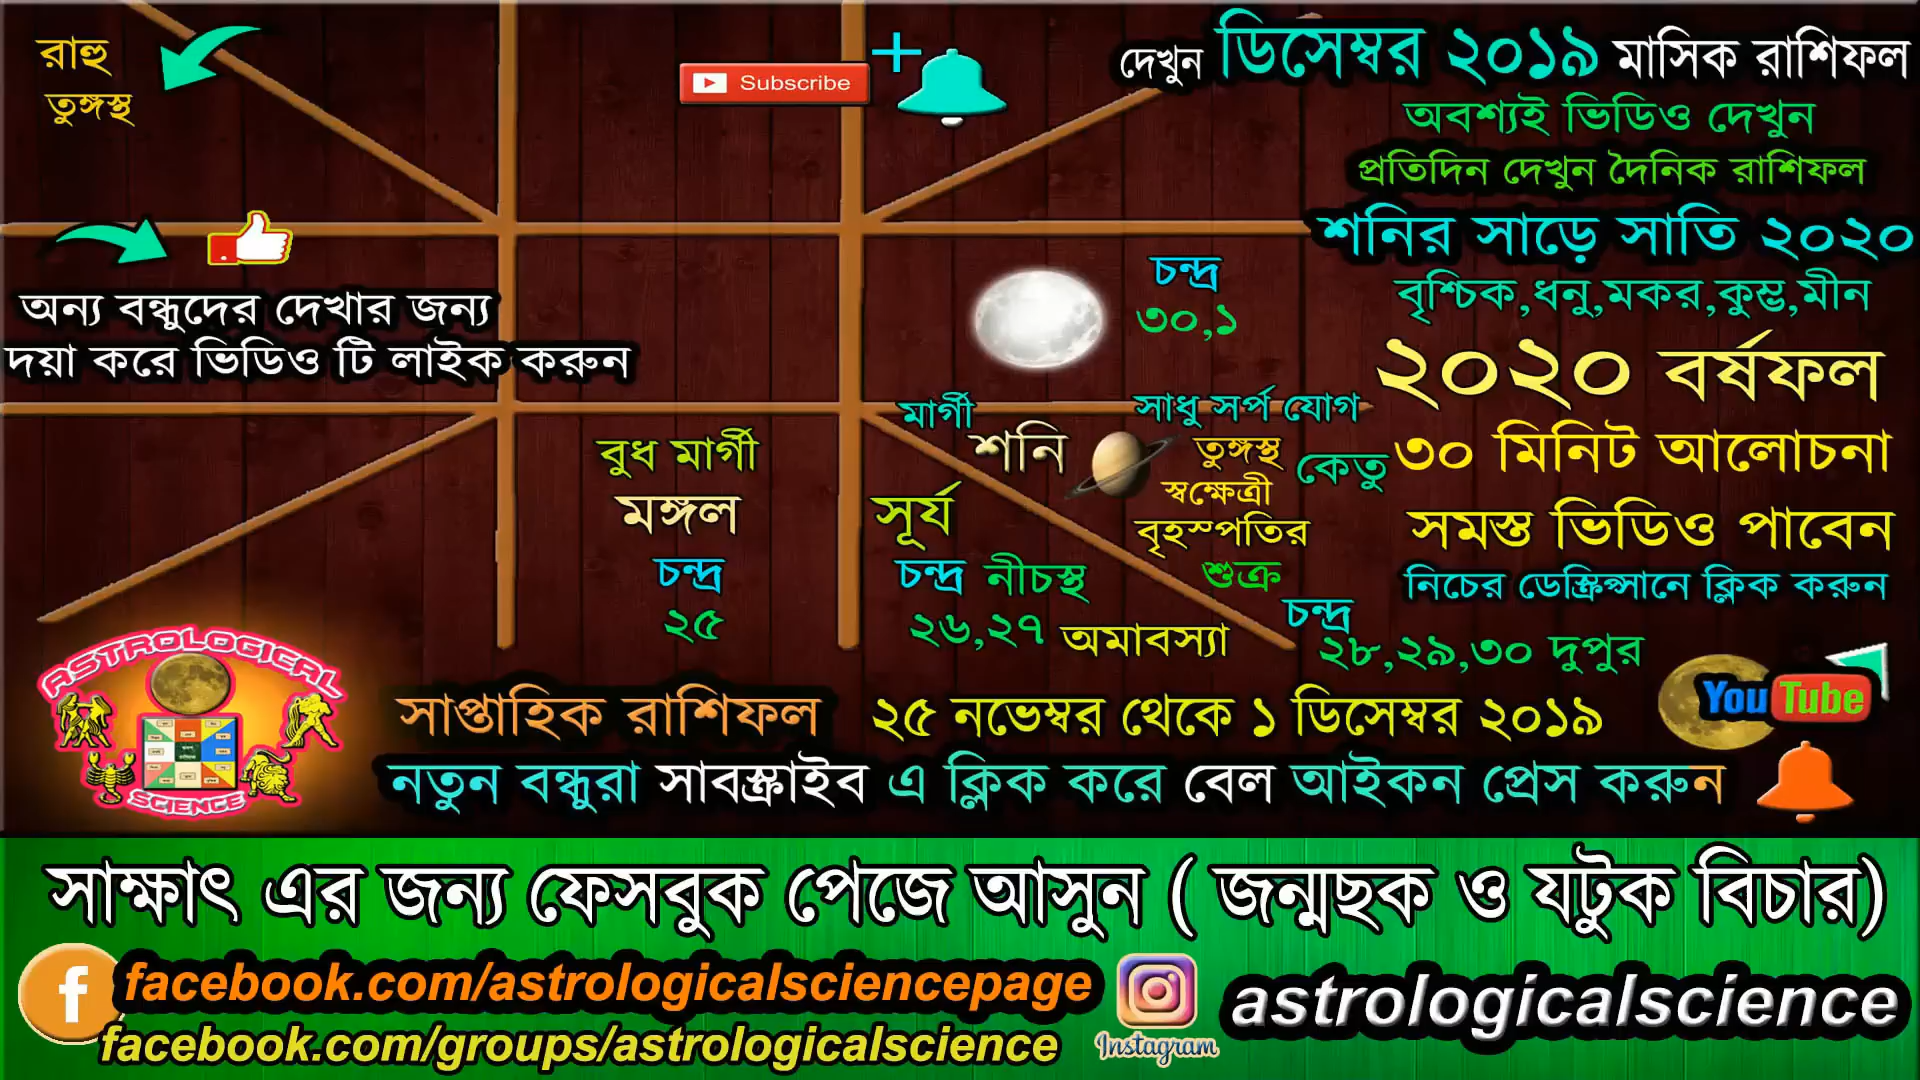 রাহু
তুঙ্গস্থ
Subscribe
দেখুন ডিসেম্বর ২০১৯ মাসিক রাশিফল
অবশ্যই ভিডিও দেখুন
প্রতিদিন দেখুন দৈনিক রাশিফল
শনির সাড়ে সাতি ২০২০
বৃশ্চিক,ধনু,মকর,কুম্ভ,মীন
২০২০ বর্ষফল
৩০ মিনিট আলোচনা
সমস্ত ভিডিও পাবেন
নিচের ডেস্ক্রিপ্সানে ক্লিক করুন
অন্য বন্ধুদের দেখার জন্য
দয়া করে ভিডিও টি লাইক করুন
চন্দ্র
৩০,১
বুধ মার্গী
মঙ্গল
চন্দ্র
২৫
মার্গী
শনি
সূর্য
চন্দ্র নীচস্থ
২৬,২৭ অমাবস্যা
সাধু সর্প যোগ
তুঙ্গস্থ
কেতু
স্বক্ষেত্রী
বৃহস্পতির
শুক্র
চন্দ্র
২৮,২৯,৩০ দুপুর
ASTROLOGICAL
SCIENCE
সাপ্তাহিক রাশিফল ২৫ নভেম্বর থেকে ১ ডিসেম্বর ২০১৯
YouTube
নতুন বন্ধুরা সাবস্ক্রাইব এ ক্লিক করে বেল আইকন প্রেস করুন
সাক্ষাৎ এর জন্য ফেসবুক পেজে আসুন ( জন্মছক ও যটুক বিচার)
facebook.com/astrologicalsciencepage
facebook.com/groups/astrologicalscience
Instagram
astrologicalscience